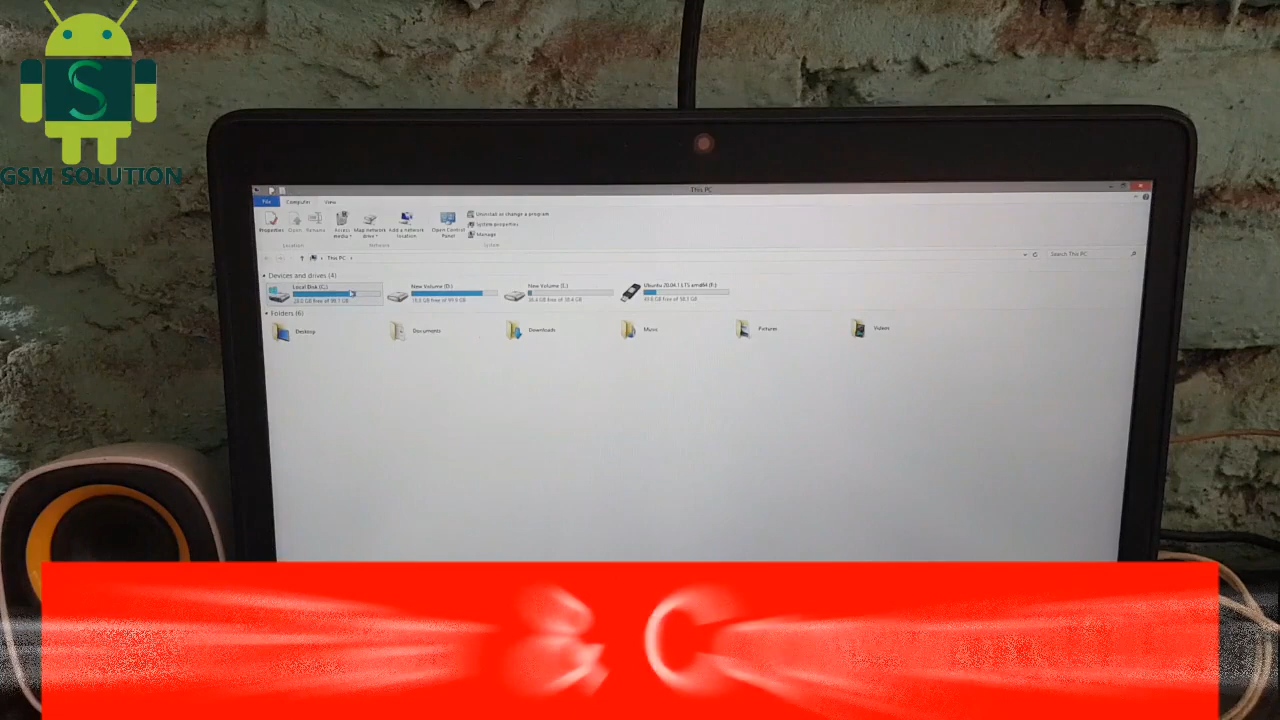 GSM SOLUTION
This PC
File Computer View
Properties Open Rename Access media Map network drive Add a network location Open Control Panel
Uninstall or change a program
System properties
Manage
Location Network System
This PC
Search This PC
Devices and drives (4)
Local Disk (C:) New Volume (D:) New Volume (E:) Ubuntu 20.04.1 LTS amd64 (F:)
Folders (6)
Desktop Documents Downloads Music Pictures Videos